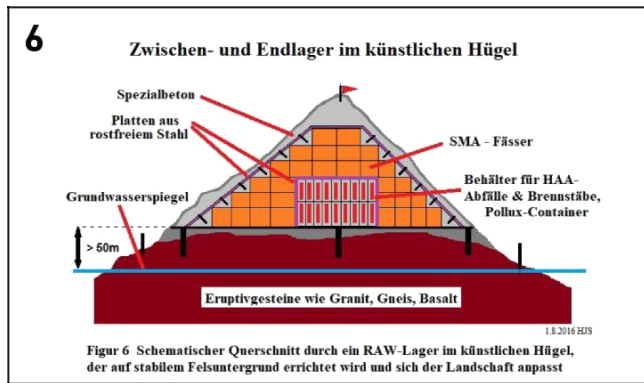 6
Zwischen- und Endlager im künstlichen Hügel
Spezialbeton
Platten aus
rostfreiem Stahl
SMA - Fässer
Behälter für HAA-
Abfälle & Brennstäbe,
Pollux-Container
Grundwasserspiegel
> 50m
Eruptivgesteine wie Granit, Gneis, Basalt
1.8.2016 HJS
Figur 6 Schematischer Querschnitt durch ein RAW-Lager im künstlichen Hügel,
der auf stabilem Felsuntergrund errichtet wird und sich der Landschaft anpasst